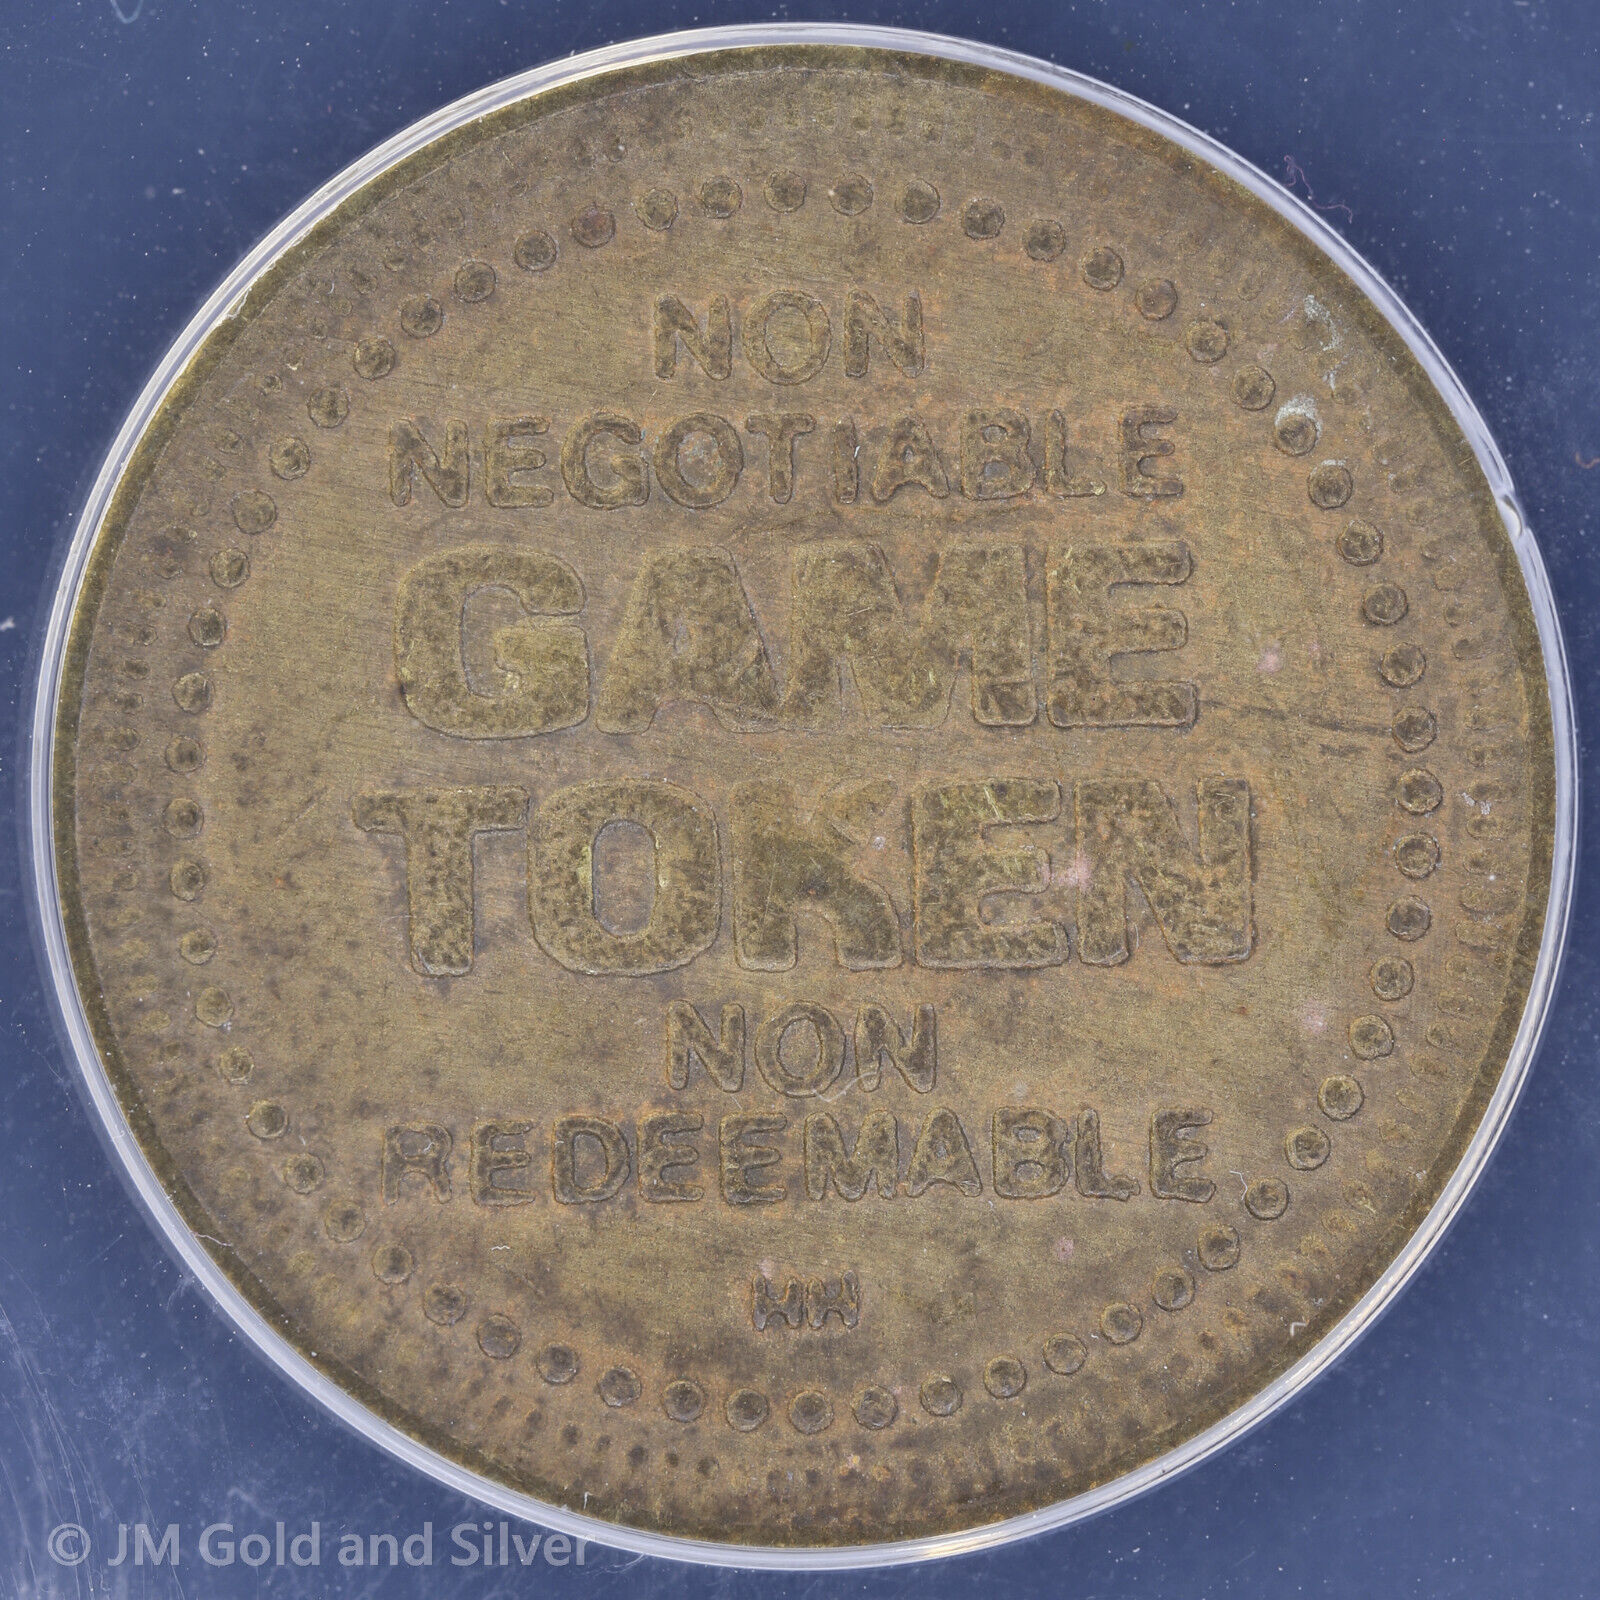 NON
NEGOTIABLE
GAME
TOKEN
NON
REDEEMABLE
HH
© JM Gold and Silver